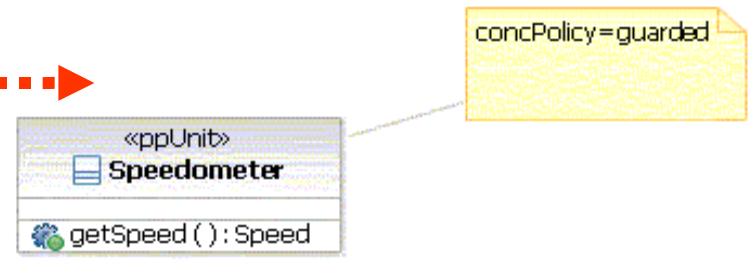 concPolicy=guarded
«ppUnit»
Speedometer
getSpeed ( ) : Speed